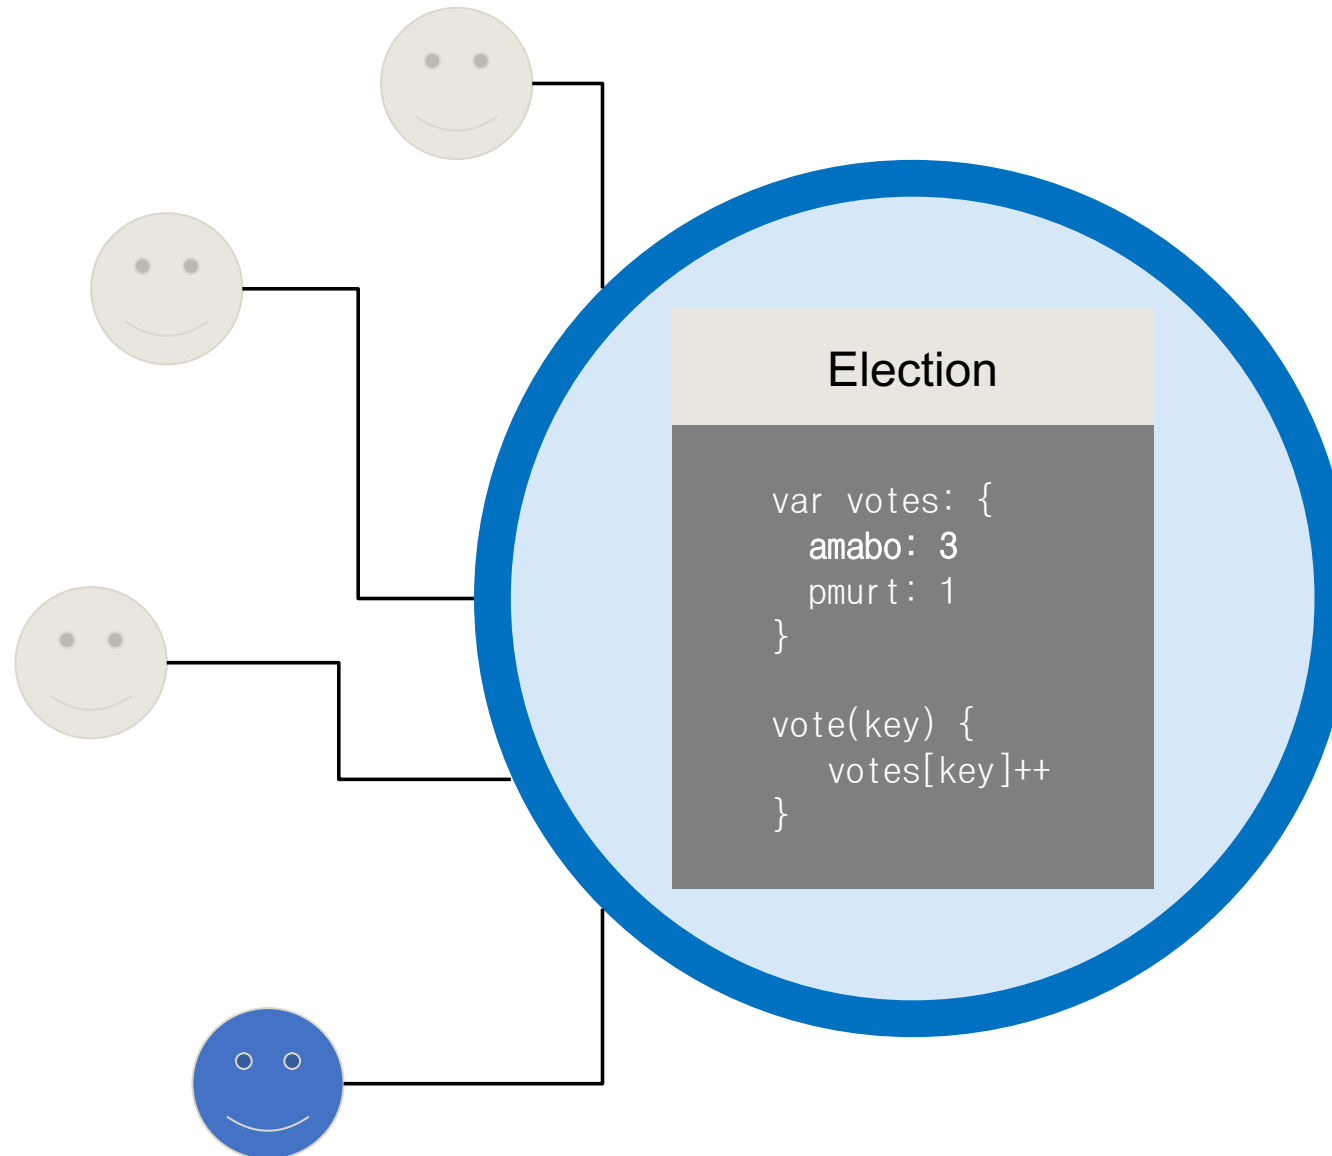 Election
var votes: {
amabo: 3
pmurt: 1
}
vote(key) {
votes[key]++
}